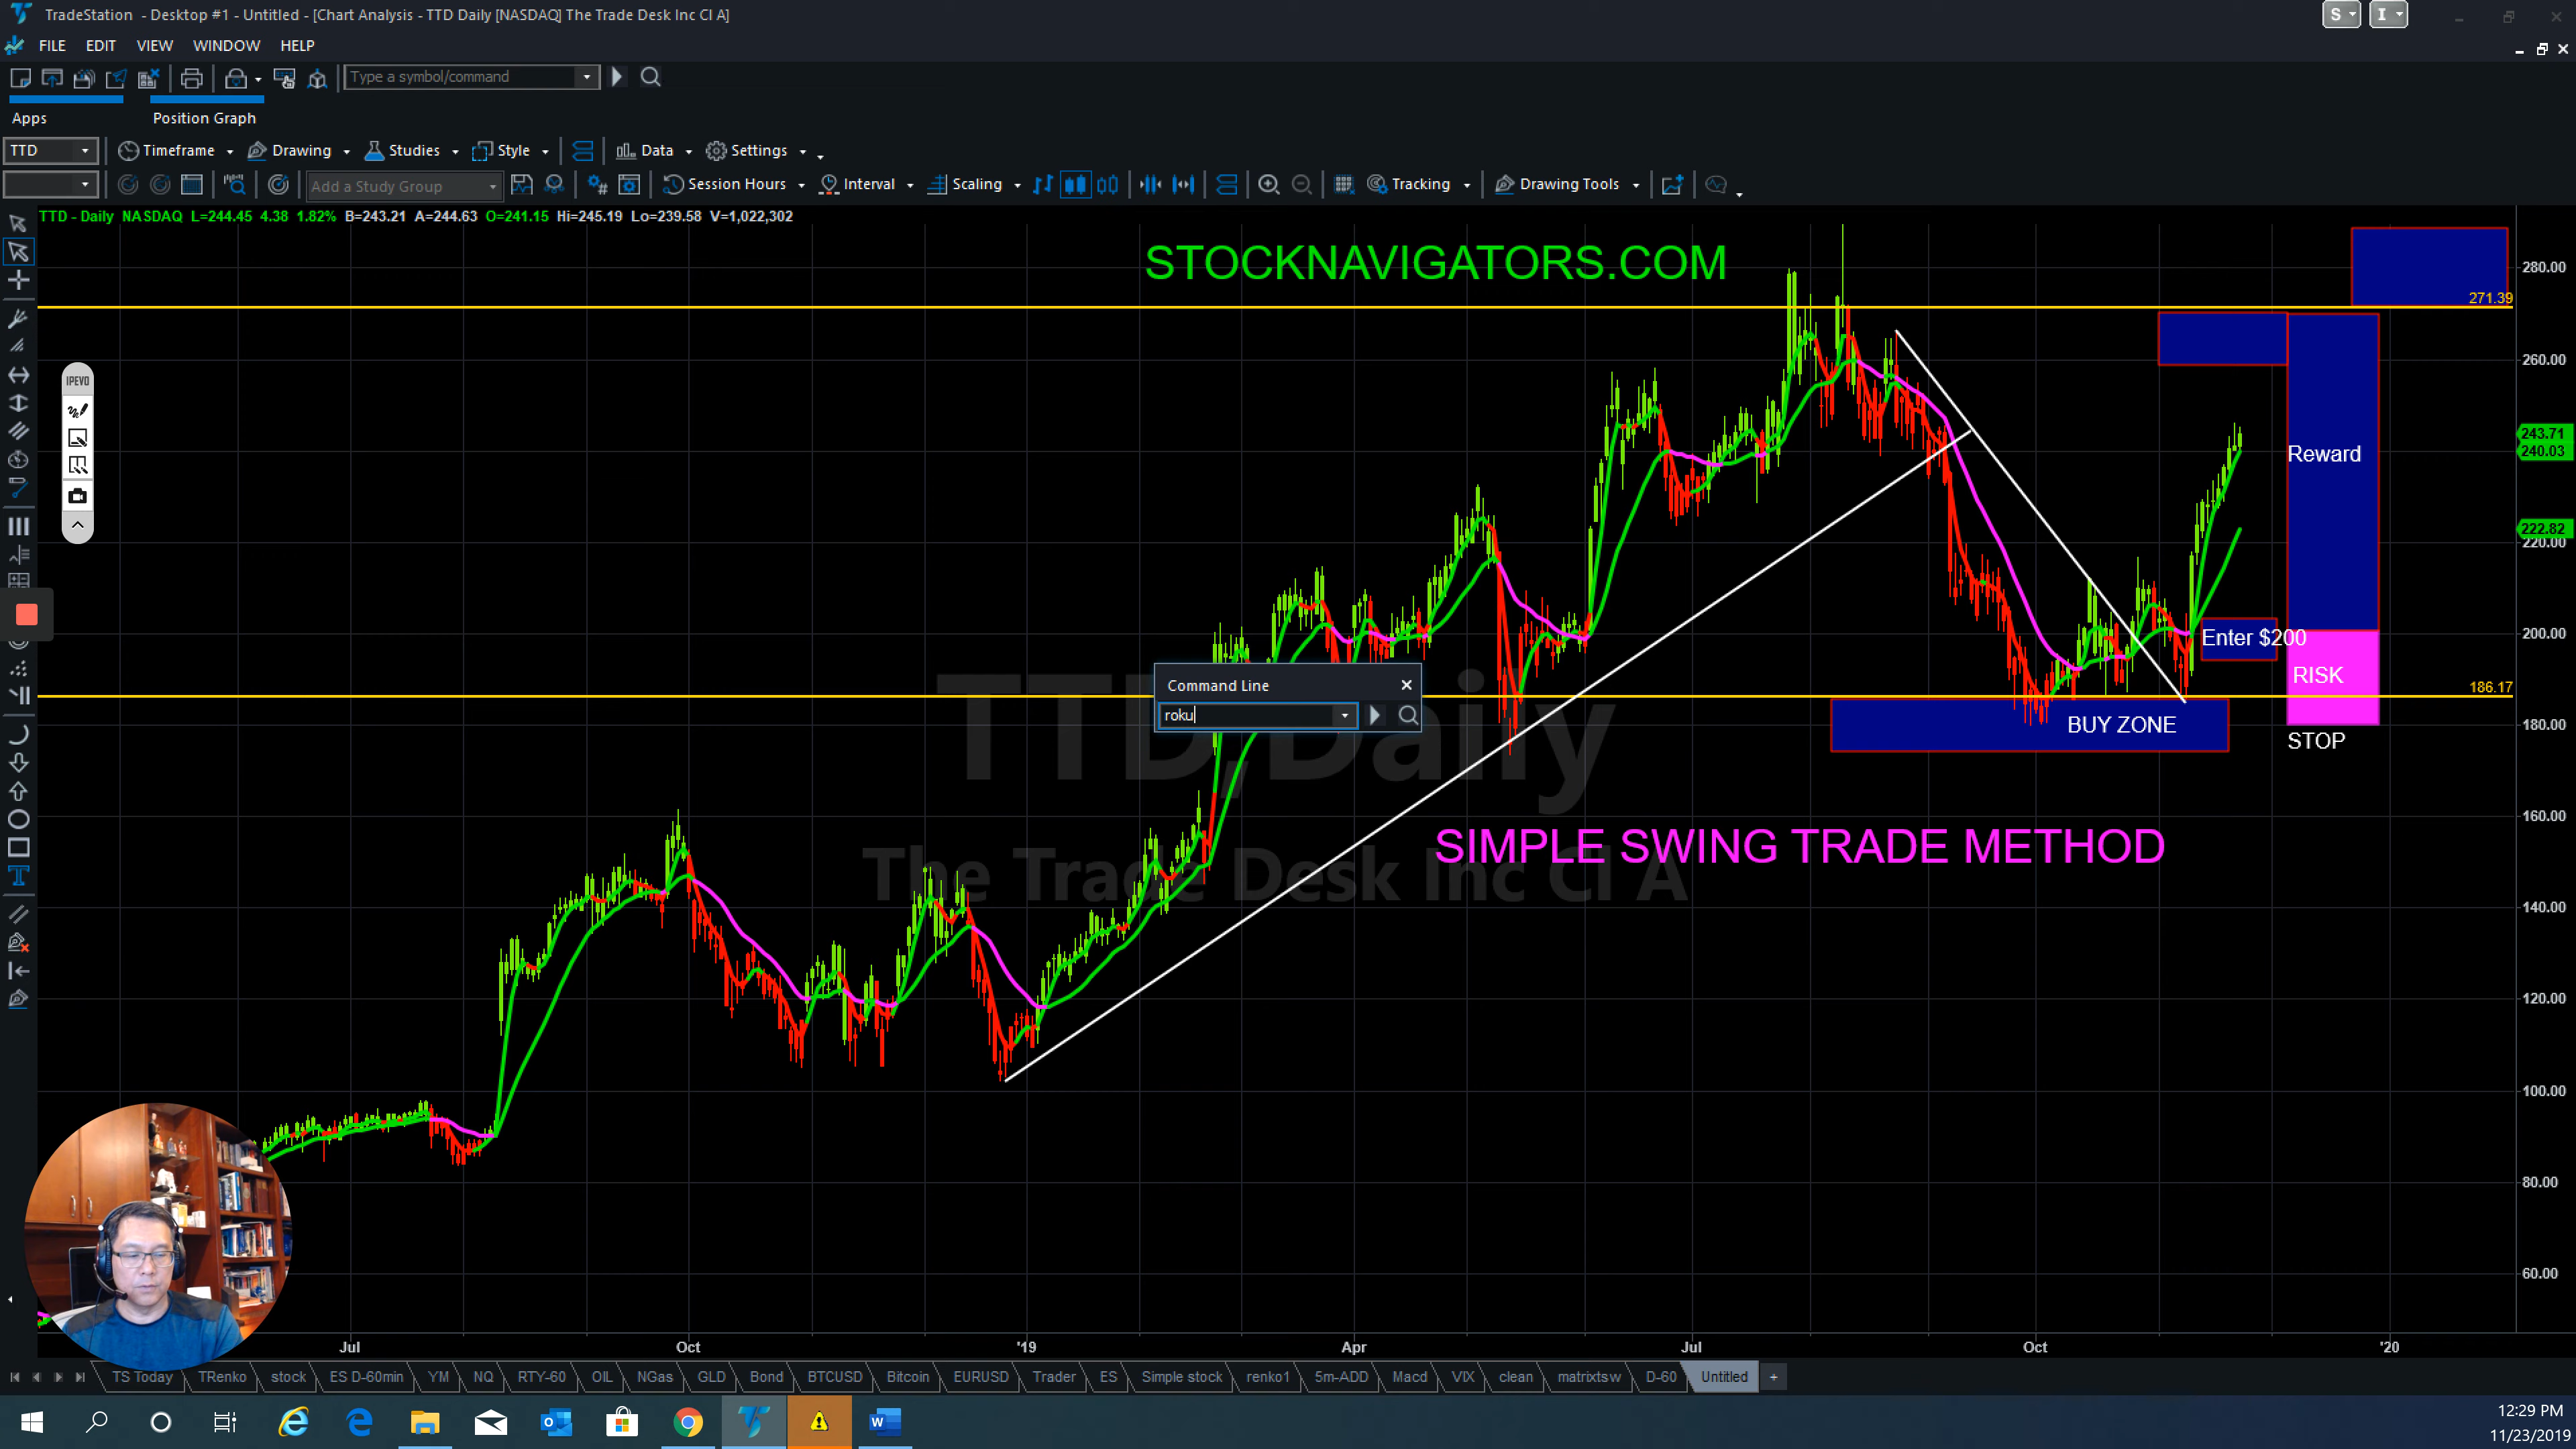 TradeStation - Desktop #1 - Untitled - [Chart Analysis - TTD Daily [NASDAQ] The Trade Desk Inc Cl A]
S I
FILE EDIT VIEW WINDOW HELP
Type a symbol/command
Apps Position Graph
TTD Timeframe Drawing Studies Style Data Settings
Add a Study Group Session Hours Interval Scaling Tracking Drawing Tools
TTD - Daily NASDAQ L=244.45 4.38 1.82% B=243.21 A=244.63 O=241.15 Hi=245.19 Lo=239.58 V=1,022,302
STOCKNAVIGATORS.COM
280.00
271.39
260.00
IPEVO
243.71
240.03
Reward
222.82
220.00
200.00
Enter $200
RISK
186.17
Command Line
roku
180.00
BUY ZONE
STOP
TTD,Daily
160.00
SIMPLE SWING TRADE METHOD
The Trade Desk Inc Cl A
140.00
120.00
100.00
80.00
60.00
Jul Oct '19 Apr Jul Oct '20
TS Today TRenko stock ES D-60min YM NQ RTY-60 OIL NGas GLD Bond BTCUSD Bitcoin EURUSD Trader ES Simple stock renko1 5m-ADD Macd VIX clean matrixtsw D-60 Untitled +
12:29 PM
11/23/2019